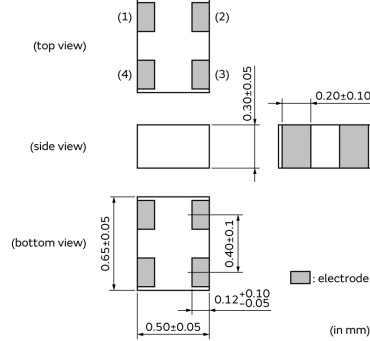 (1)
(2)
(top view)
(4)
(3)
0.30±0.05
0.20±0.10
(side view)
0.65±0.05
(bottom view)
0.40±0.1
: electrode
0.12+0.10
−0.05
0.50±0.05
(in mm)